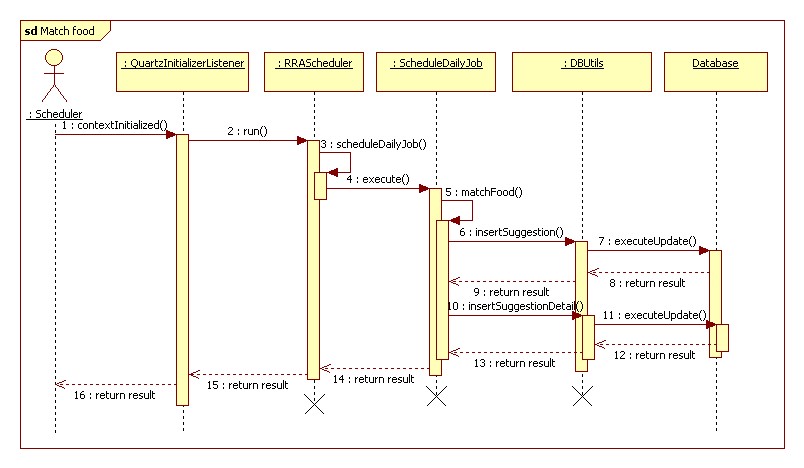 sd Match food
: QuartzInitializerListener
: RRAScheduler
: ScheduleDailyJob
: DBUtils
Database
: Scheduler
1 : contextInitialized()
2 : run()
3 : scheduleDailyJob()
4 : execute()
5 : matchFood()
6 : insertSuggestion()
7 : executeUpdate()
8 : return result
9 : return result
10 : insertSuggestionDetail()
11 : executeUpdate()
12 : return result
13 : return result
14 : return result
15 : return result
16 : return result